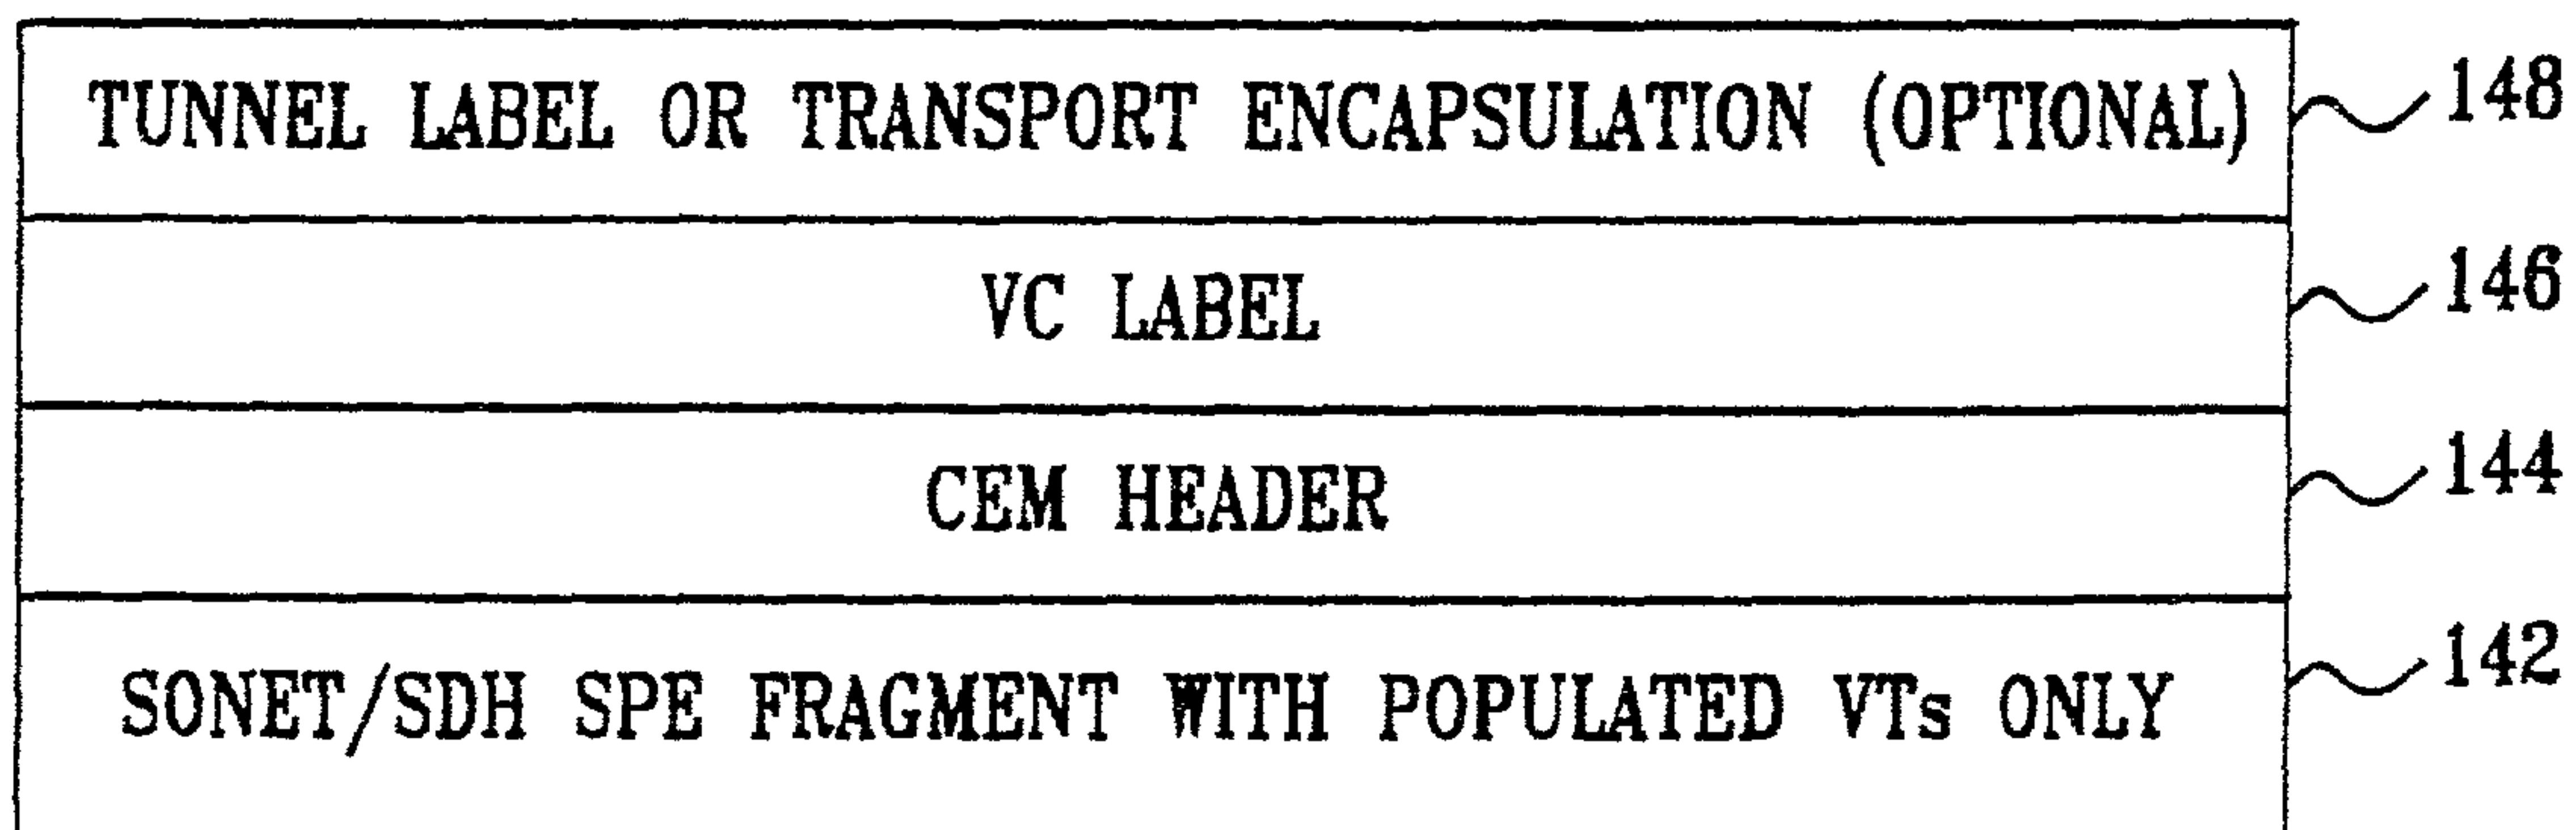 TUNNEL LABEL OR TRANSPORT ENCAPSULATION (OPTIONAL) 148
VC LABEL 146
CEM HEADER 144
SONET/SDH SPE FRAGMENT WITH POPULATED VTs ONLY 142